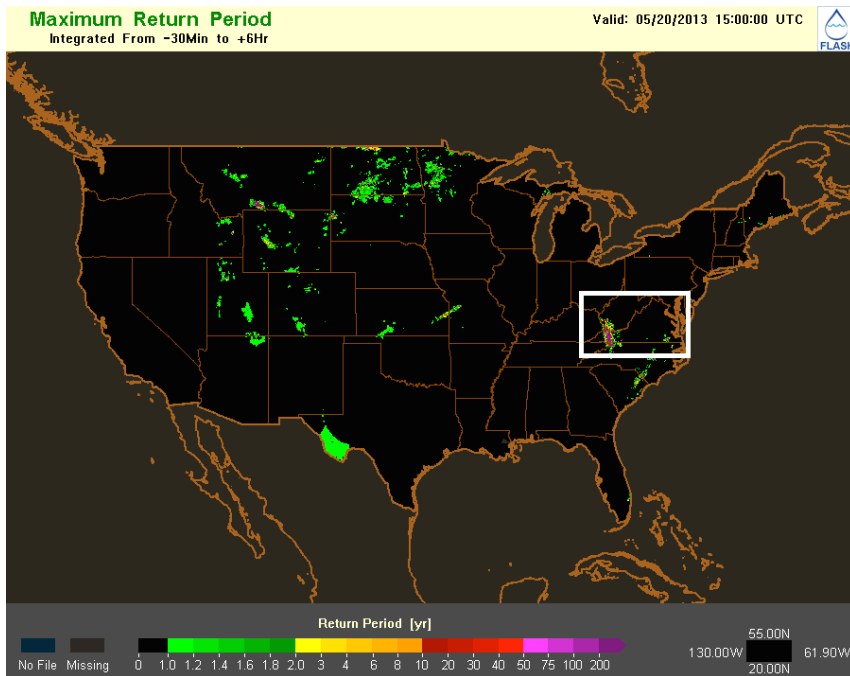 Maximum Return Period
Integrated From -30Min to +6Hr
Valid: 05/20/2013 15:00:00 UTC
FLASH
Return Period [yr]
No File Missing 0 1.0 1.2 1.4 1.6 1.8 2.0 3 4 6 8 10 20 30 40 50 75 100 200
55.00N
130.00W 61.90W
20.00N